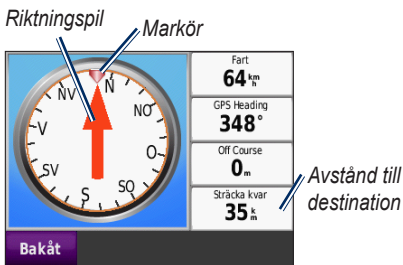 Riktningspil
Markör
N
NO
O
SO
S
SV
V
NV
Fart
64 km/h
GPS Heading
348°
Off Course
0m
Sträcka kvar
35 km
Avstånd till
destination
Bakåt